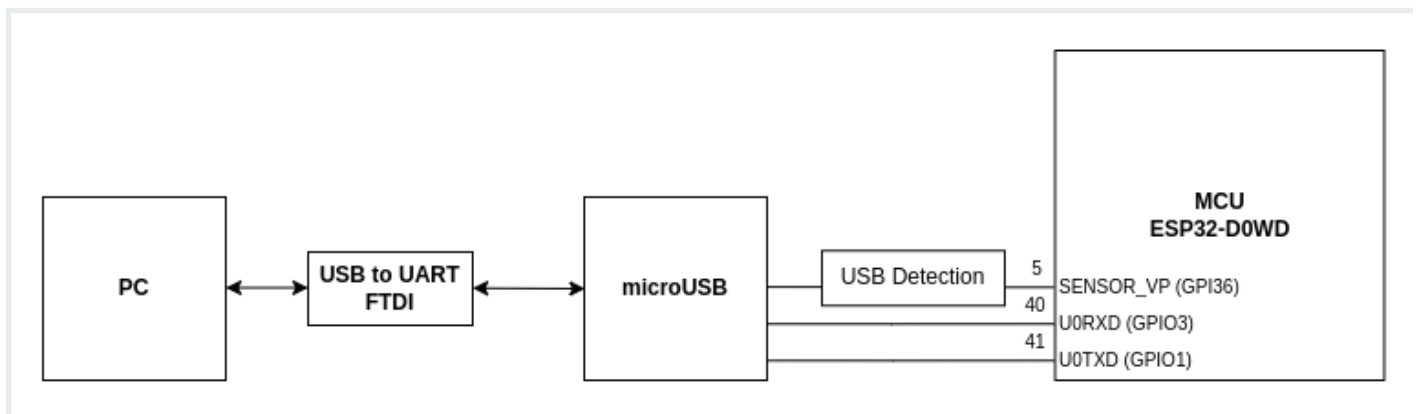 MCU
ESP32-D0WD
PC
USB to UART
FTDI
microUSB
USB Detection
5
SENSOR_VP (GPI36)
40
U0RXD (GPIO3)
41
U0TXD (GPIO1)